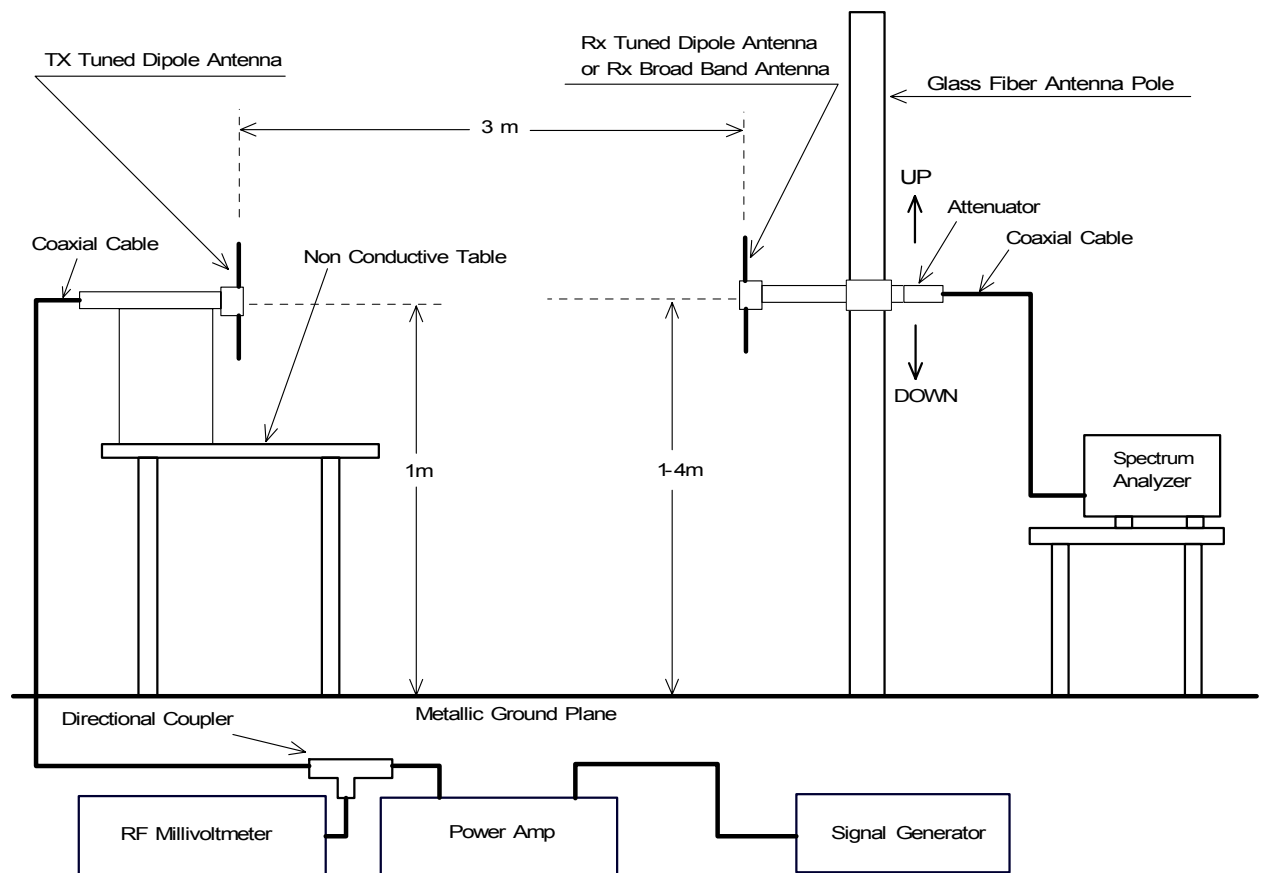 TX Tuned Dipole Antenna
Rx Tuned Dipole Antenna
or Rx Broad Band Antenna
Glass Fiber Antenna Pole
3 m
UP
Attenuator
Coaxial Cable
Coaxial Cable
Non Conductive Table
DOWN
1m
1-4m
Spectrum
Analyzer
Metallic Ground Plane
Directional Coupler
RF Millivoltmeter
Power Amp
Signal Generator